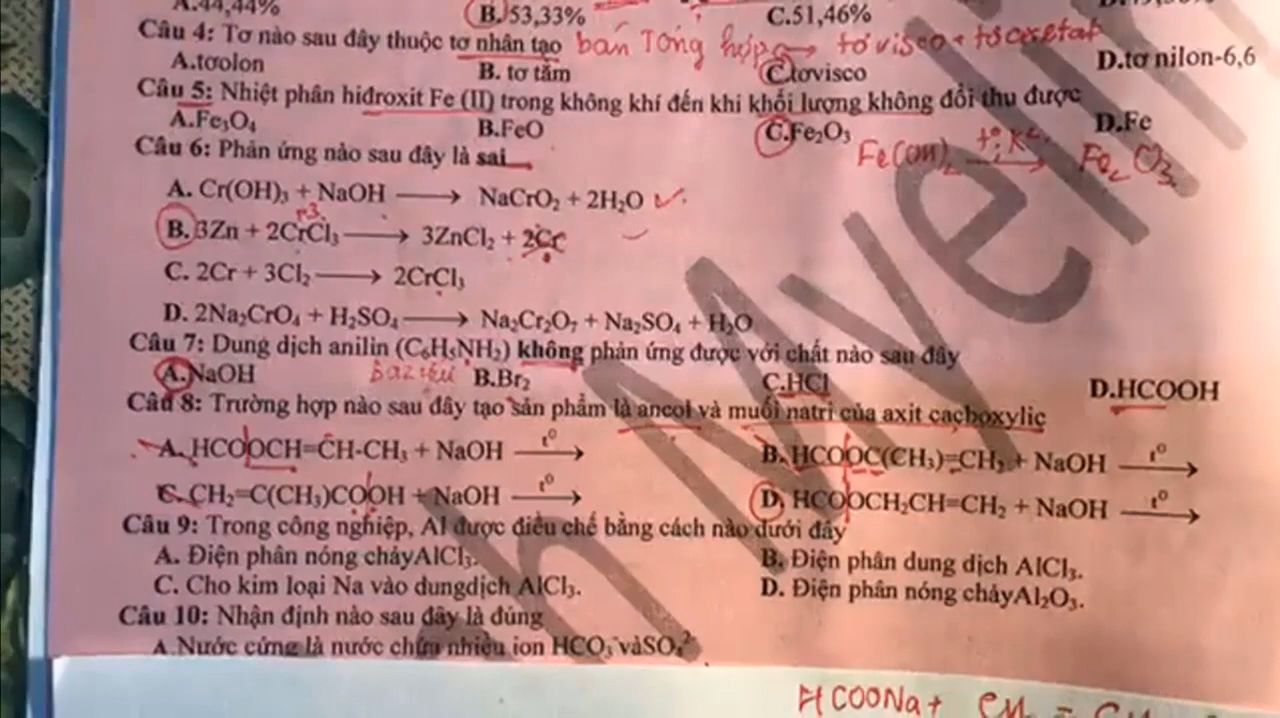 A.44,44% B.53,33% C.51,46%
Câu 4: Tơ nào sau đây thuộc tơ nhân tạo bán Tổng hợp → tơ visco + tơ axetat
A.tơolon B. tơ tằm C.tơvisco D.tơ nilon-6,6
Câu 5: Nhiệt phân hiđroxit Fe (II) trong không khí đến khi khối lượng không đổi thu được
A.Fe₃O₄ B.FeO C.Fe₂O₃ D.Fe
Câu 6: Phản ứng nào sau đây là sai Fe(OH)₂ t°, kk → Fe₂O₃
A. Cr(OH)₃ + NaOH ⟶ NaCrO₂ + 2H₂O
+3
B. 3Zn + 2CrCl₃ ⟶ 3ZnCl₂ + 2Cr
C. 2Cr + 3Cl₂ ⟶ 2CrCl₃
D. 2Na₂CrO₄ + H₂SO₄ ⟶ Na₂Cr₂O₇ + Na₂SO₄ + H₂O
Câu 7: Dung dịch anilin (C₆H₅NH₂) không phản ứng được với chất nào sau đây
A.NaOH bazơ yếu B.Br₂ C.HCl D.HCOOH
Câu 8: Trường hợp nào sau đây tạo sản phẩm là ancol và muối natri của axit cacboxylic
A. HCOOCH=CH-CH₃ + NaOH t⁰ ⟶ B. HCOOC(CH₃)=CH₂ + NaOH t⁰ ⟶
C. CH₂=C(CH₃)COOH + NaOH t⁰ ⟶ D. HCOOCH₂CH=CH₂ + NaOH t⁰ ⟶
Câu 9: Trong công nghiệp, Al được điều chế bằng cách nào dưới đây
A. Điện phân nóng chảyAlCl₃. B. Điện phân dung dịch AlCl₃.
C. Cho kim loại Na vào dungdịch AlCl₃. D. Điện phân nóng chảyAl₂O₃.
Câu 10: Nhận định nào sau đây là đúng
A.Nước cứng là nước chứa nhiều ion HCO₃⁻vàSO₄²⁻
HCOONa +